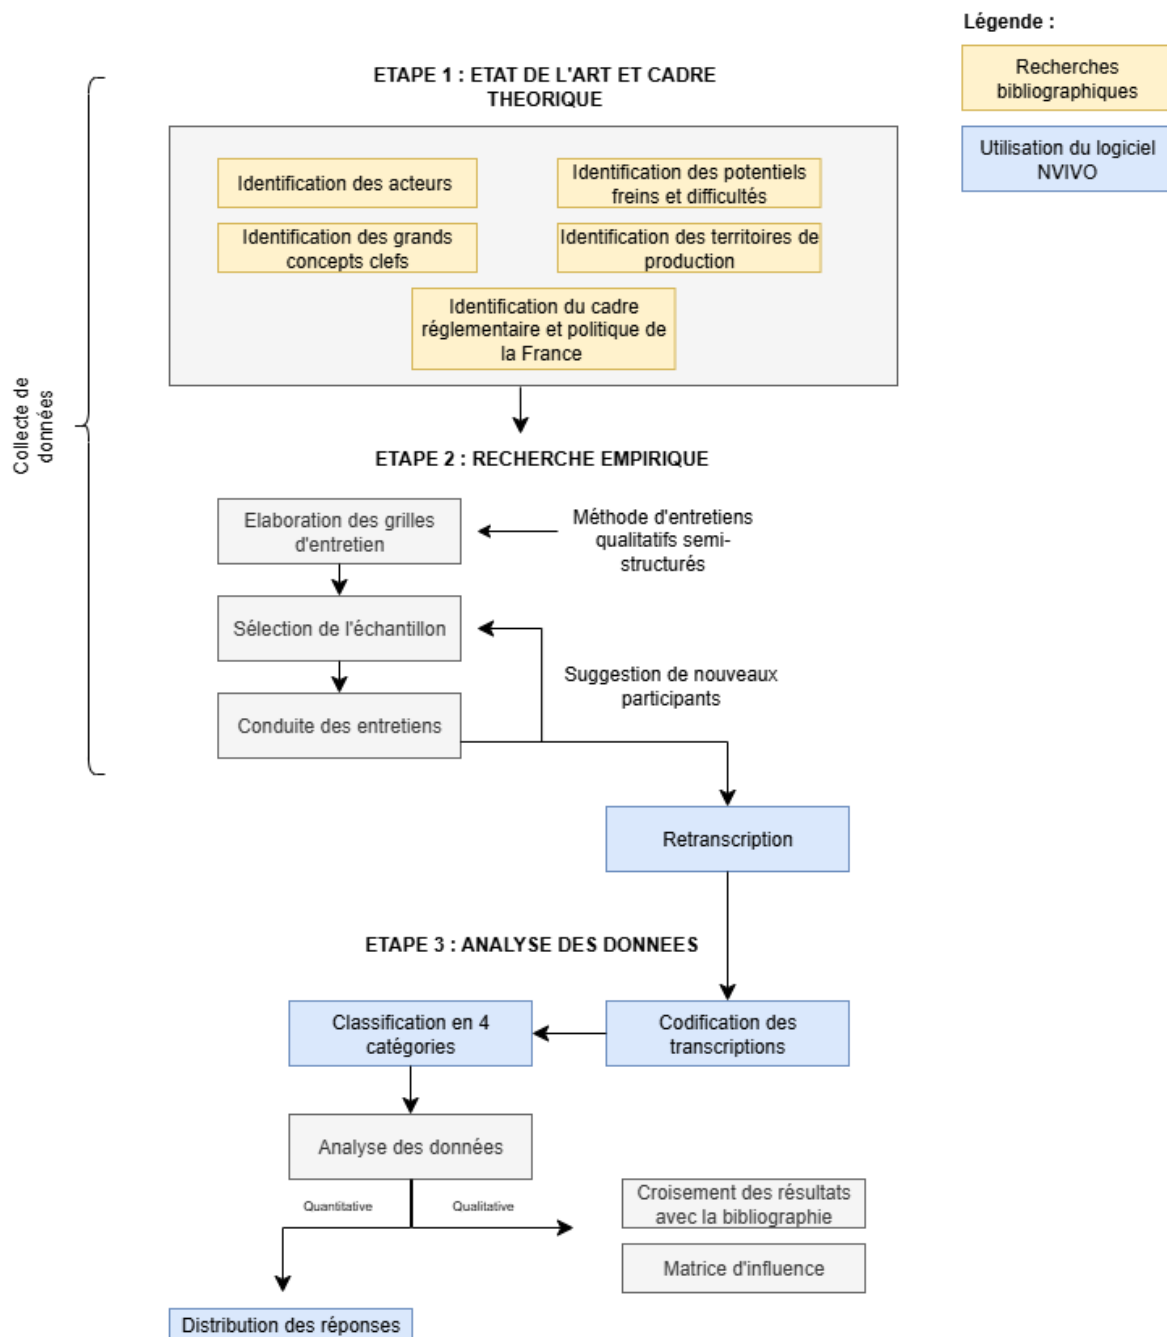 Légende :
Recherches
bibliographiques
Utilisation du logiciel
NVIVO
ETAPE 1 : ETAT DE L'ART ET CADRE
THEORIQUE
Identification des acteurs
Identification des potentiels
freins et difficultés
Identification des grands
concepts clefs
Identification des territoires de
production
Identification du cadre
réglementaire et politique de
la France
Collecte de
données
ETAPE 2 : RECHERCHE EMPIRIQUE
Elaboration des grilles
d'entretien
Méthode d'entretiens
qualitatifs semi-
structurés
Sélection de l'échantillon
Suggestion de nouveaux
participants
Conduite des entretiens
Retranscription
ETAPE 3 : ANALYSE DES DONNEES
Classification en 4
catégories
Codification des
transcriptions
Analyse des données
Quantitative
Qualitative
Croisement des résultats
avec la bibliographie
Matrice d'influence
Distribution des réponses